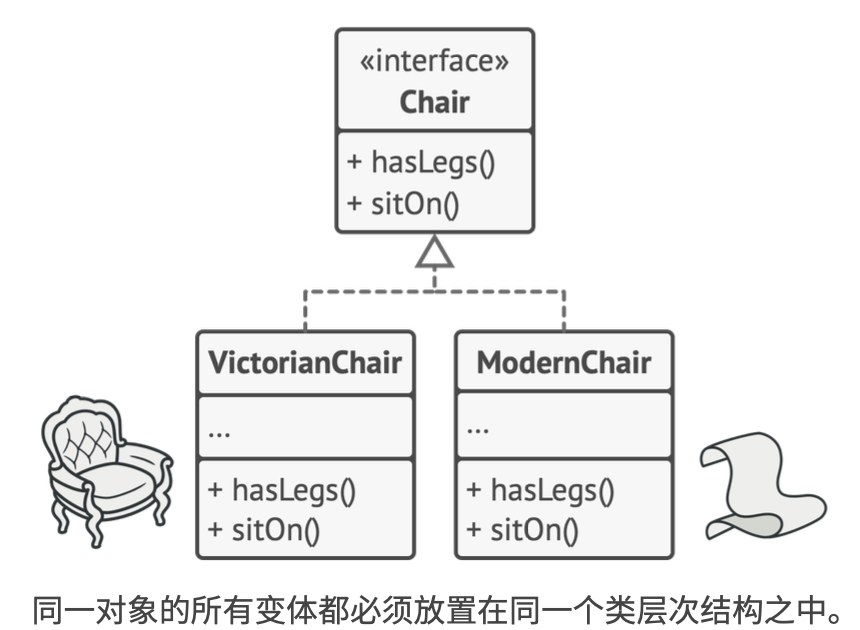 «interface»
Chair
+ hasLegs()
+ sitOn()
VictorianChair
ModernChair
...
...
+ hasLegs()
+ sitOn()
+ hasLegs()
+ sitOn()
同一对象的所有变体都必须放置在同一个类层次结构之中。